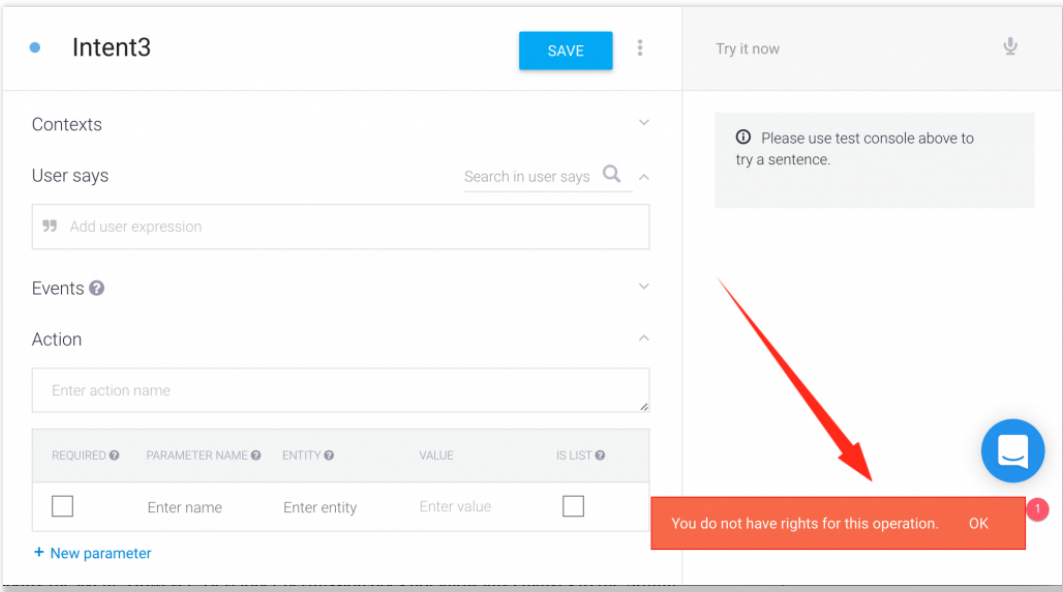 Intent3
SAVE
Try it now
Contexts
Please use test console above to
try a sentence.
User says
Search in user says
Add user expression
Events
Action
Enter action name
REQUIRED PARAMETER NAME ENTITY VALUE IS LIST
Enter name Enter entity Enter value
You do not have rights for this operation. OK
1
+ New parameter